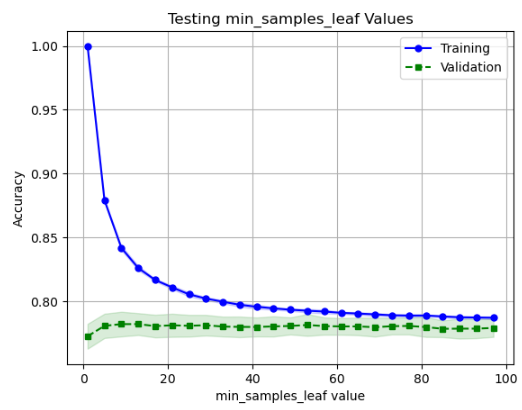 Testing min_samples_leaf Values
Training
Validation
Accuracy
1.00
0.95
0.90
0.85
0.80
0
20
40
60
80
100
min_samples_leaf value